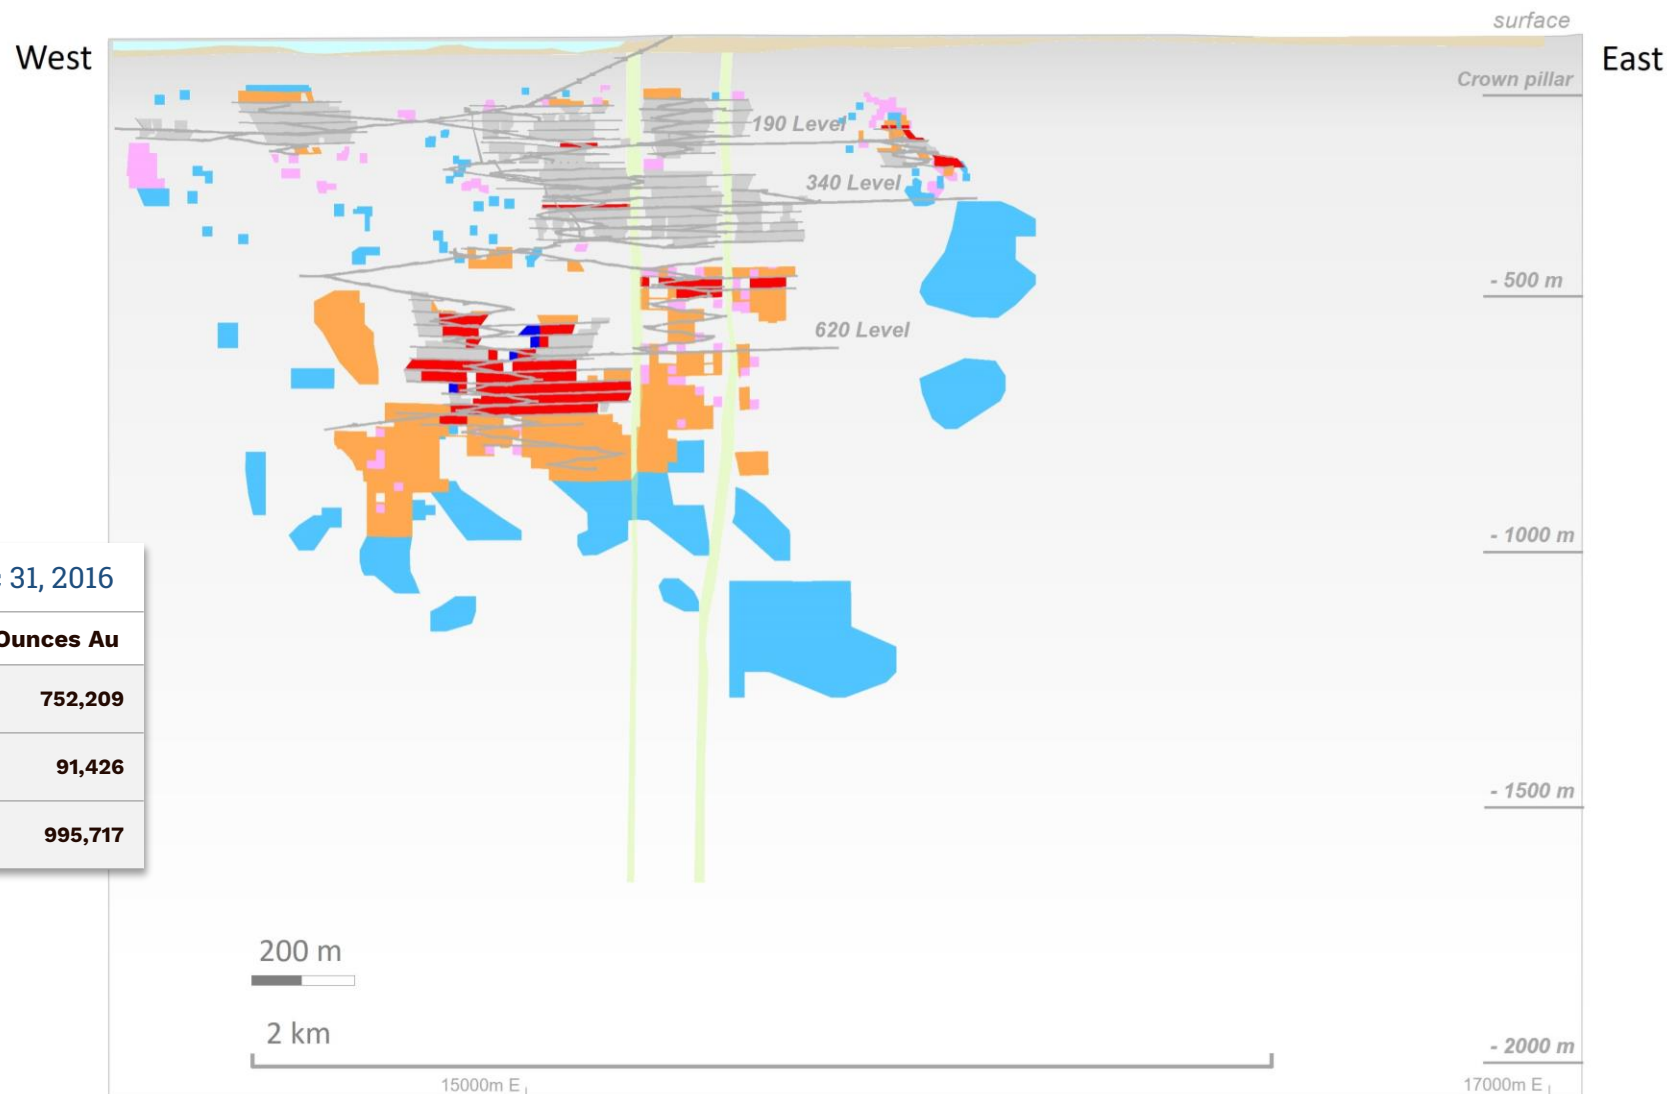 surface
West
East
Crown pillar
190 Level
340 Level
- 500 m
620 Level
- 1000 m
31, 2016
Ounces Au
752,209
91,426
995,717
- 1500 m
200 m
2 km
- 2000 m
15000m E
17000m E